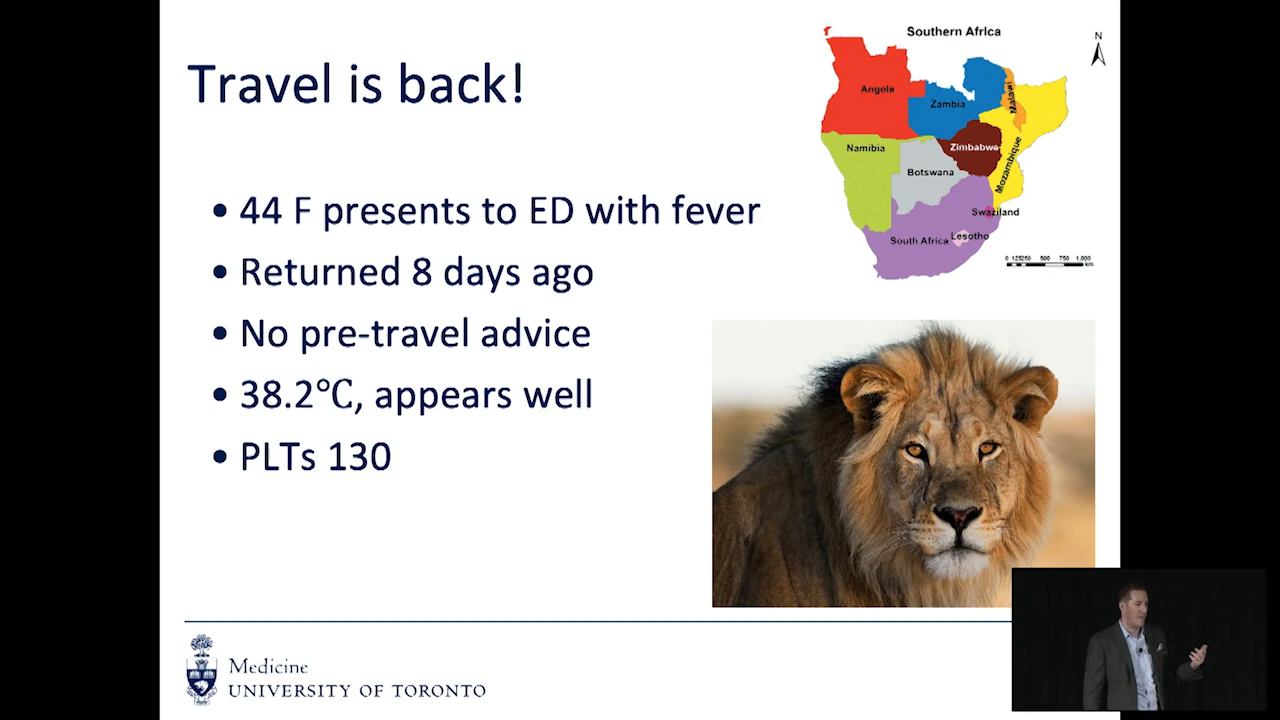 Travel is back!
• 44 F presents to ED with fever
• Returned 8 days ago
• No pre-travel advice
• 38.2℃, appears well
• PLTs 130
Southern Africa
N
Angola
Zambia
Malawi
Namibia
Zimbabwe
Botswana
Mozambique
Swaziland
South Africa
Lesotho
0 125250 500 750 1,000
km
Medicine
UNIVERSITY OF TORONTO